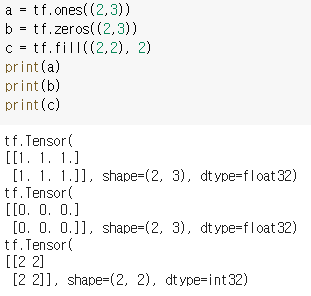 a = tf.ones((2,3))
b = tf.zeros((2,3))
c = tf.fill((2,2), 2)
print(a)
print(b)
print(c)
tf.Tensor(
[[1. 1. 1.]
 [1. 1. 1.]], shape=(2, 3), dtype=float32)
tf.Tensor(
[[0. 0. 0.]
 [0. 0. 0.]], shape=(2, 3), dtype=float32)
tf.Tensor(
[[2 2]
 [2 2]], shape=(2, 2), dtype=int32)